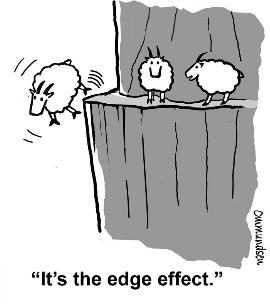 Ommundsen
“It’s the edge effect.”